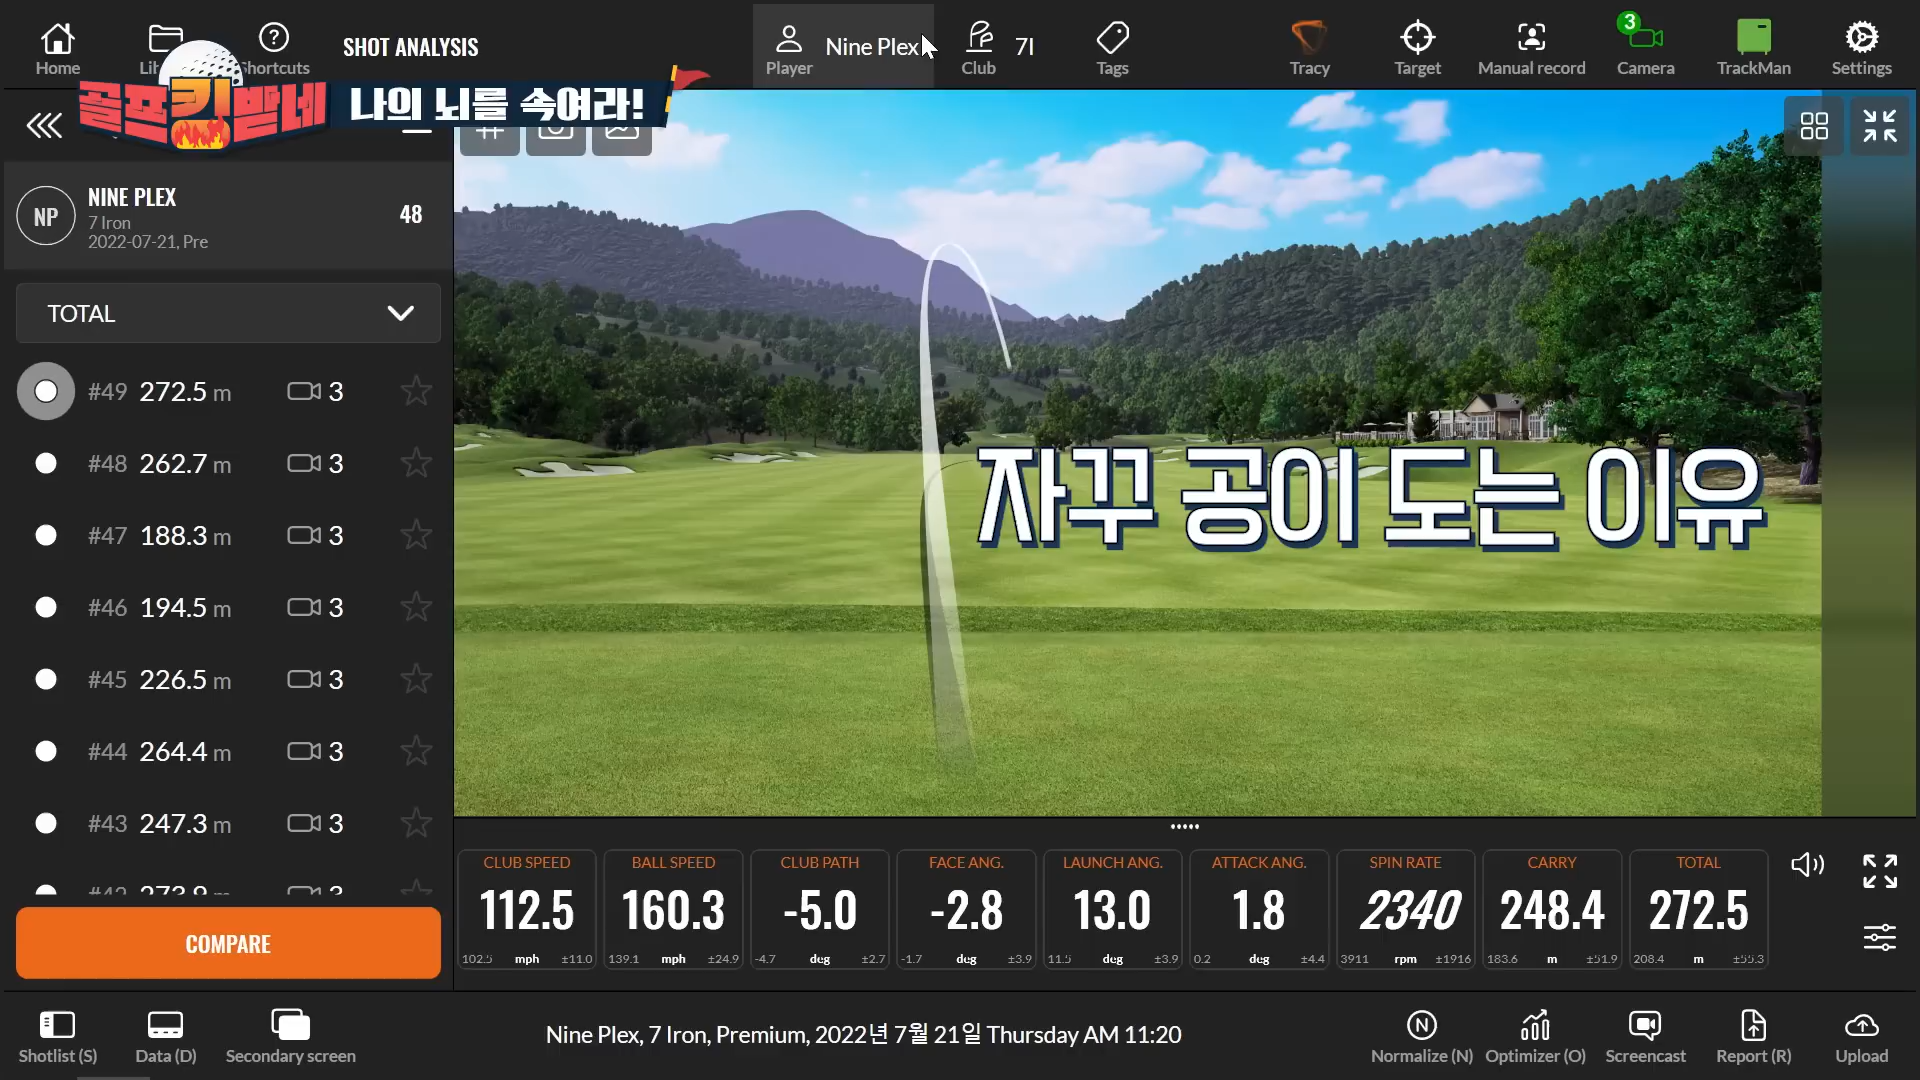 Home
Shortcuts
SHOT ANALYSIS
Player
Nine Plex
Club
7I
Tags
Tracy
Target
Manual record
3
Camera
TrackMan
Settings
골프킹받네
나의 뇌를 속여라!
NP
NINE PLEX
7 Iron
2022-07-21, Pre
48
TOTAL
#49 272.5 m 3
#48 262.7 m 3
#47 188.3 m 3
#46 194.5 m 3
#45 226.5 m 3
#44 264.4 m 3
#43 247.3 m 3
#42 273.9 m 3
COMPARE
자꾸 공이 도는 이유
CLUB SPEED
112.5
102.5 mph ±11.0
BALL SPEED
160.3
139.1 mph ±24.9
CLUB PATH
-5.0
-4.7 deg ±2.7
FACE ANG.
-2.8
-1.7 deg ±3.9
LAUNCH ANG.
13.0
11.5 deg ±3.9
ATTACK ANG.
1.8
0.2 deg ±4.4
SPIN RATE
2340
3911 rpm ±1916
CARRY
248.4
183.6 m ±51.9
TOTAL
272.5
208.4 m ±55.3
Shotlist (S)
Data (D)
Secondary screen
Nine Plex, 7 Iron, Premium, 2022년 7월 21일 Thursday AM 11:20
N
Normalize (N)
Optimizer (O)
Screencast
Report (R)
Upload